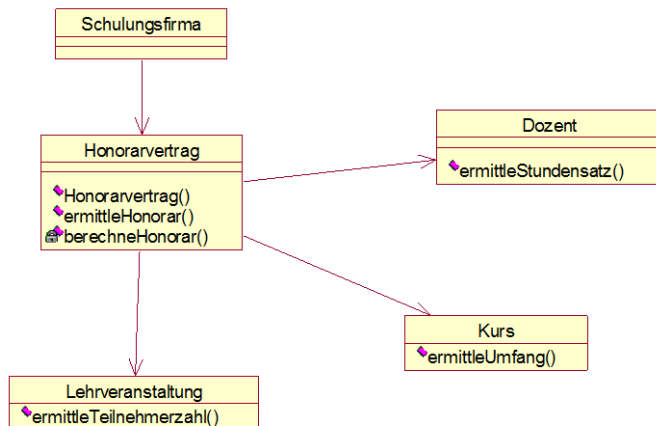 Schulungsfirma
Honorarvertrag
Honorarvertrag()
ermittleHonorar()
berechneHonorar()
Dozent
ermittleStundensatz()
Kurs
ermittleUmfang()
Lehrveranstaltung
ermittleTeilnehmerzahl()